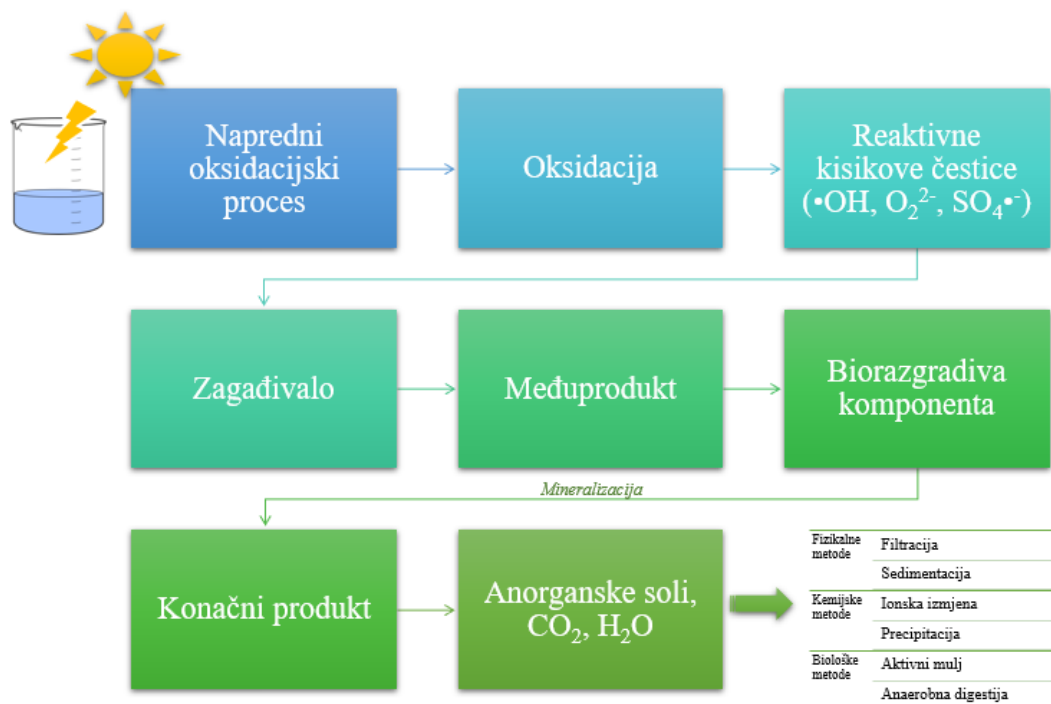 Napredni
oksidacijski
proces
Oksidacija
Reaktivne
kisikove čestice
(•OH, O₂²⁻, SO₄•⁻)
Zagađivalo
Međuprodukt
Biorazgradiva
komponenta
Mineralizacija
Konačni produkt
Anorganske soli,
CO₂, H₂O
Fizikalne
metode
Filtracija
Sedimentacija
Kemijske
metode
Ionska izmjena
Precipitacija
Biološke
metode
Aktivni mulj
Anaerobna digestija